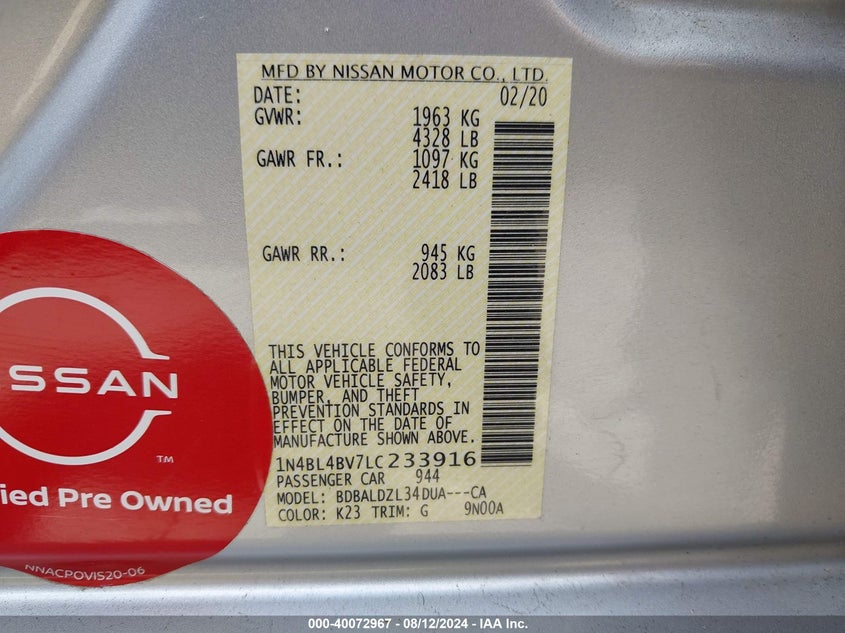 MFD BY NISSAN MOTOR CO., LTD.
DATE: 02/20
GVWR: 1963 KG
4328 LB
GAWR FR.: 1097 KG
2418 LB
GAWR RR.: 945 KG
2083 LB
THIS VEHICLE CONFORMS TO
ALL APPLICABLE FEDERAL
MOTOR VEHICLE SAFETY,
BUMPER, AND THEFT
PREVENTION STANDARDS IN
EFFECT ON THE DATE OF
MANUFACTURE SHOWN ABOVE.
1N4BL4BV7LC233916
PASSENGER CAR 944
MODEL: BDBALDZL34DUA---CA
COLOR: K23 TRIM: G 9N00A
SSAN
TM
ied Pre Owned
NNACPOVIS20-06
000-40072967 - 08/12/2024 - IAA Inc.